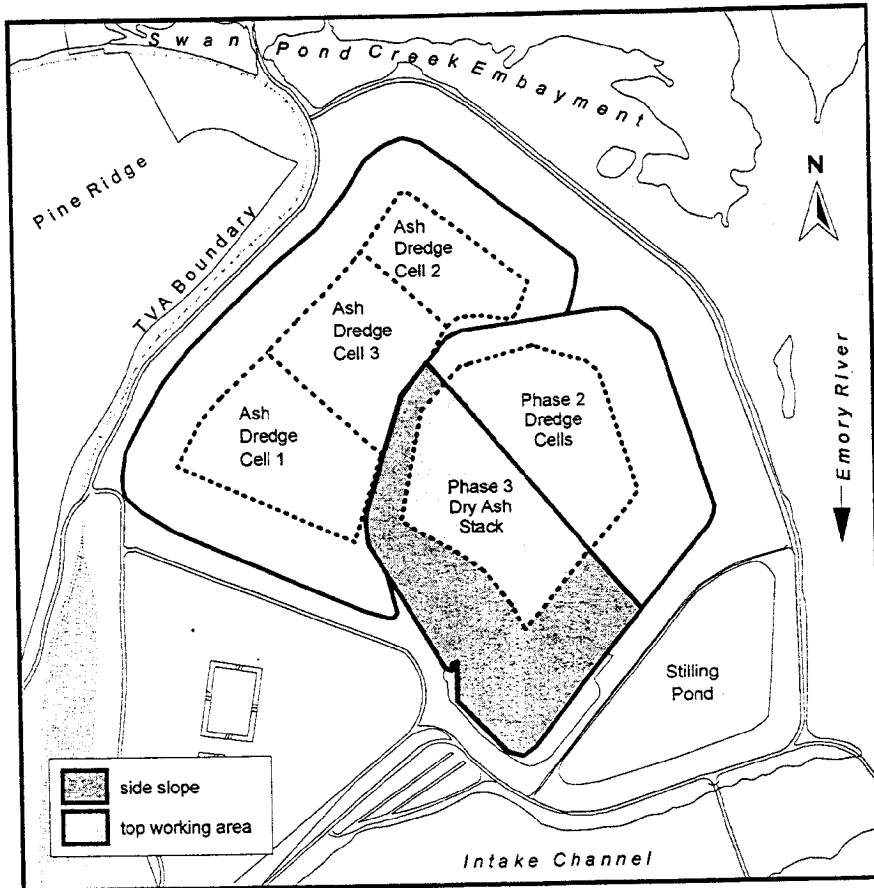 Swan Pond Creek Embayment
Pine Ridge
TVA Boundary
N
Ash
Dredge
Cell 2
Ash
Dredge
Cell 3
Ash
Dredge
Cell 1
Phase 2
Dredge
Cells
Phase 3
Dry Ash
Stack
Emory River
Stilling
Pond
side slope
top working area
Intake Channel